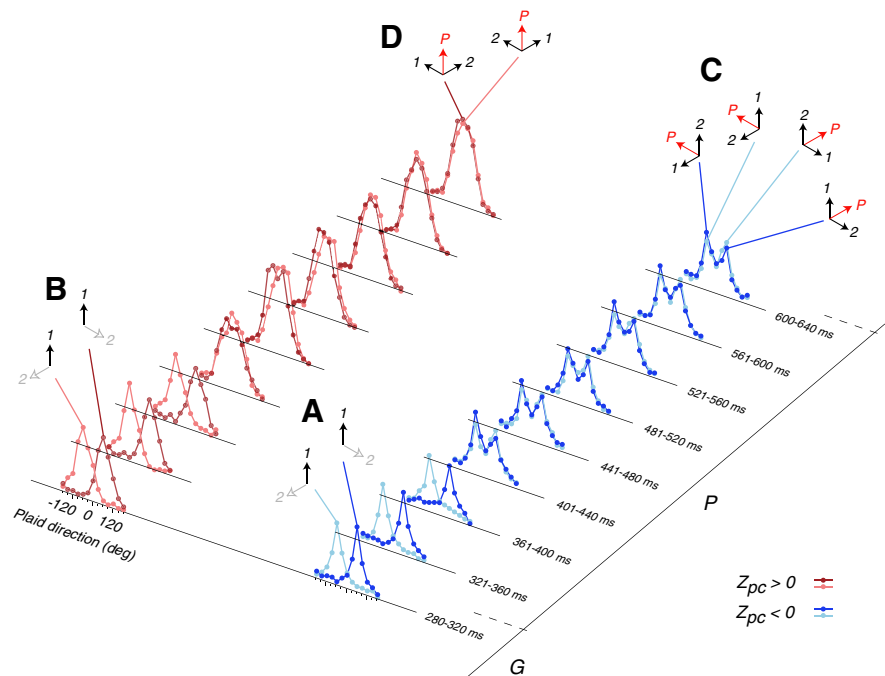 D
P
1 2
P
2 1
C
2
P
1
1
P
2
2
P
1
1
P
2
B
1
2
1
2
A
1
2
1
2
-120 0 120
Plaid direction (deg)
600-640 ms
561-600 ms
521-560 ms
481-520 ms
441-480 ms
401-440 ms
361-400 ms
321-360 ms
280-320 ms
P
G
Zpc > 0
Zpc < 0